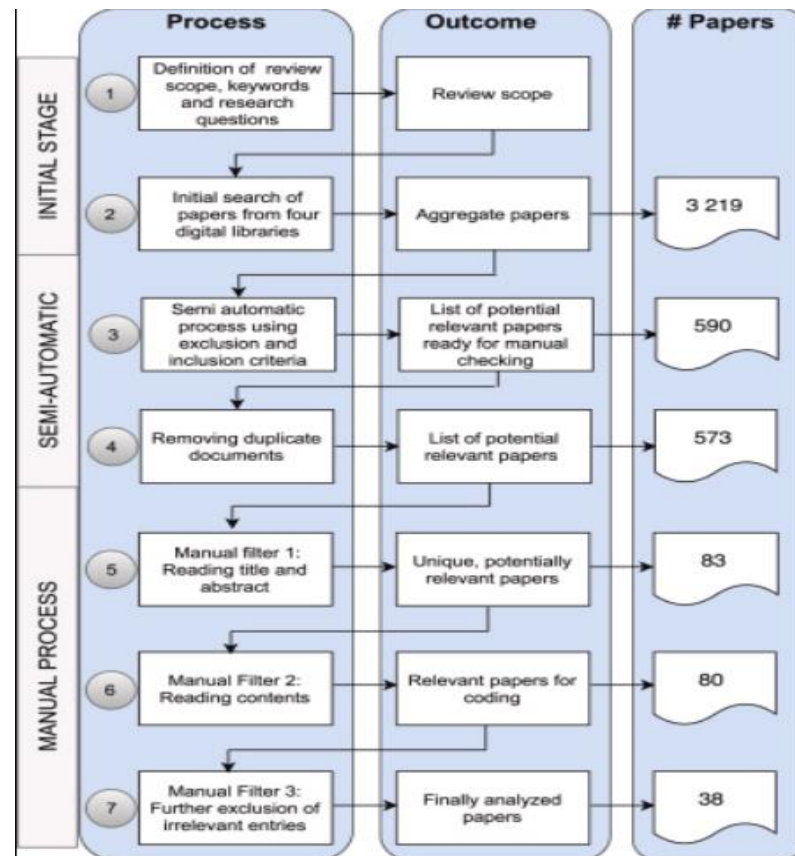 Process
Outcome
# Papers
INITIAL STAGE
1
Definition of review
scope, keywords
and research
questions
Review scope
2
Initial search of
papers from four
digital libraries
Aggregate papers
3 219
SEMI-AUTOMATIC
3
Semi automatic
process using
exclusion and
inclusion criteria
List of potential
relevant papers
ready for manual
checking
590
4
Removing duplicate
documents
List of potential
relevant papers
573
MANUAL PROCESS
5
Manual filter 1:
Reading title and
abstract
Unique, potentially
relevant papers
83
6
Manual Filter 2:
Reading contents
Relevant papers for
coding
80
7
Manual Filter 3:
Further exclusion of
irrelevant entries
Finally analyzed
papers
38